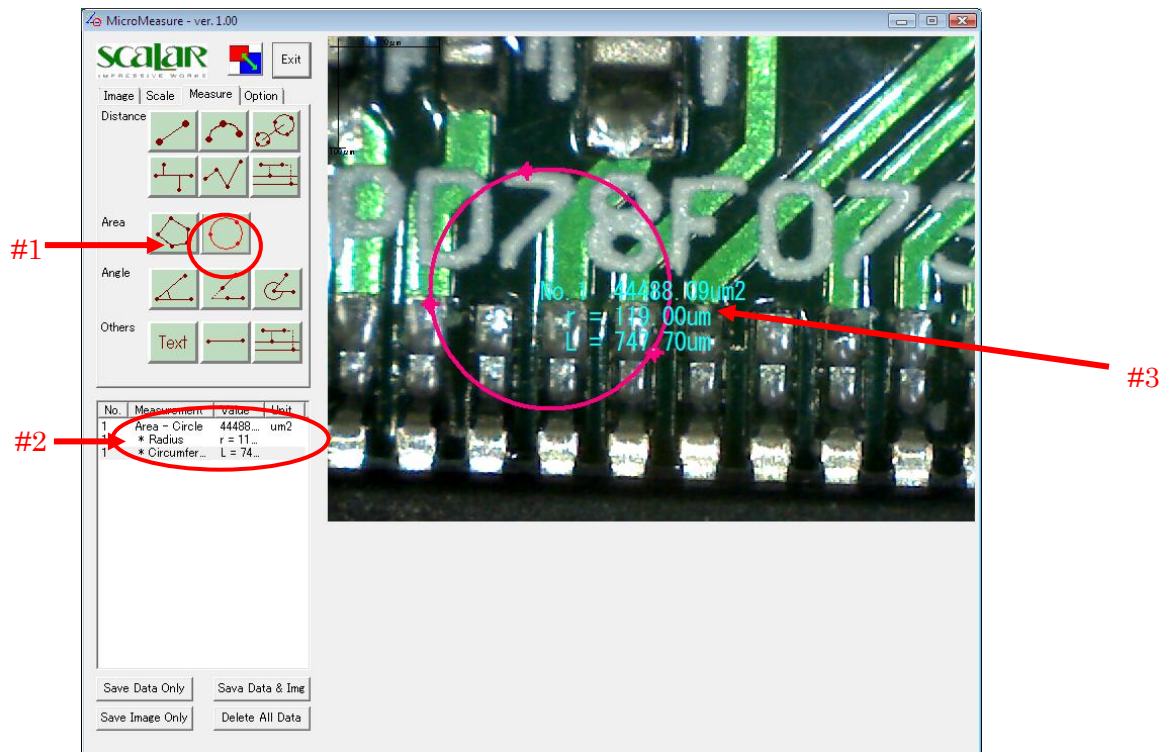 MicroMeasure - ver. 1.00
scalar
IMPRESSIVE WORKS
Exit
Image Scale Measure Option
Distance
Area
#1
Angle
Others
Text
PD78F073
No. 1 44488.09um2
r = 119.00um
L = 747.70um
#3
No. Measurement Value Unit
#2
1 Area - Circle 44488... um2
1 * Radius r = 11...
1 * Circumfer... L = 74...
Save Data Only Sava Data & Img
Save Image Only Delete All Data